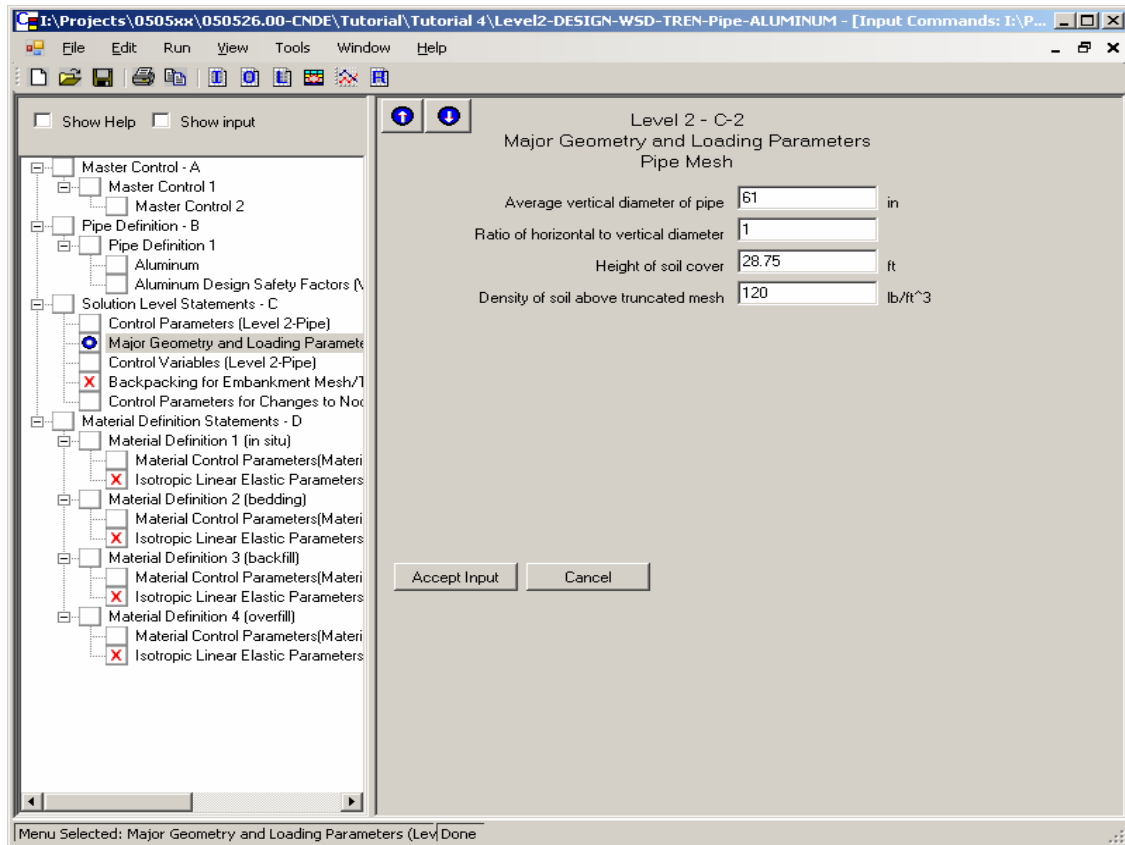 I:\Projects\0505xx\050526.00-CNDE\Tutorial\Tutorial 4\Level2-DESIGN-WSD-TREN-Pipe-ALUMINUM - [Input Commands: I:\P...
File Edit Run View Tools Window Help
Show Help Show input
Master Control - A
Master Control 1
Master Control 2
Pipe Definition - B
Pipe Definition 1
Aluminum
Aluminum Design Safety Factors (\
Solution Level Statements - C
Control Parameters (Level 2-Pipe)
Major Geometry and Loading Paramete
Control Variables (Level 2-Pipe)
Backpacking for Embankment Mesh/T
Control Parameters for Changes to Noc
Material Definition Statements - D
Material Definition 1 (in situ)
Material Control Parameters(Materi
Isotropic Linear Elastic Parameters
Material Definition 2 (bedding)
Material Control Parameters(Materi
Isotropic Linear Elastic Parameters
Material Definition 3 (backfill)
Material Control Parameters(Materi
Isotropic Linear Elastic Parameters
Material Definition 4 (overfill)
Material Control Parameters(Materi
Isotropic Linear Elastic Parameters
Level 2 - C-2
Major Geometry and Loading Parameters
Pipe Mesh
Average vertical diameter of pipe 61 in
Ratio of horizontal to vertical diameter 1
Height of soil cover 28.75 ft
Density of soil above truncated mesh 120 lb/ft^3
Accept Input Cancel
Menu Selected: Major Geometry and Loading Parameters (Lev Done